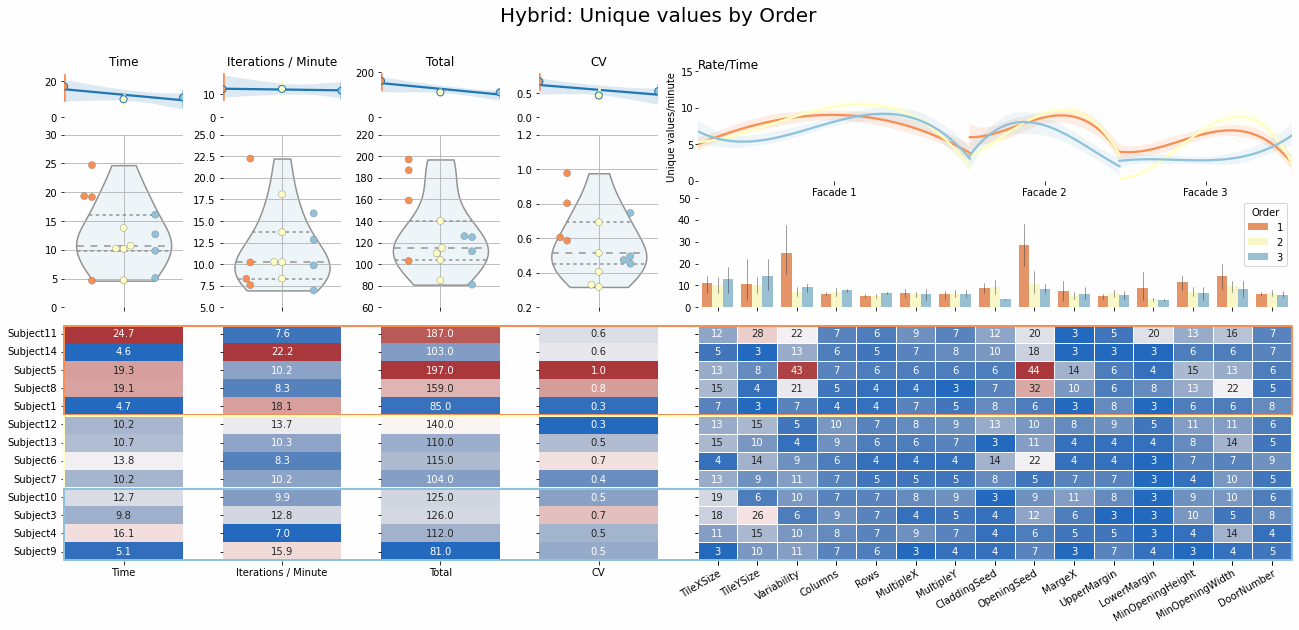 Hybrid: Unique values by Order
Time Iterations / Minute Total CV Rate/Time
20 0
10 0
200 0
0.5 0.0
15 10 5 0
Unique values/minute
Facade 1 Facade 2 Facade 3
30 25 20 15 10 5 0
25.0 22.5 20.0 17.5 15.0 12.5 10.0 7.5 5.0
220 200 180 160 140 120 100 80 60
1.2 1.0 0.8 0.6 0.4 0.2
50 40 30 20 10 0
Order
1
2
3
Subject11 24.7 7.6 187.0 0.6 12 28 22 7 6 9 7 12 20 3 5 20 13 16 7
Subject14 4.6 22.2 103.0 0.6 5 3 13 6 5 7 8 10 18 3 3 3 6 6 7
Subject5 19.3 10.2 197.0 1.0 13 8 43 7 6 6 6 6 44 14 6 4 15 13 6
Subject8 19.1 8.3 159.0 0.8 15 4 21 5 4 4 3 7 32 10 6 8 13 22 5
Subject1 4.7 18.1 85.0 0.3 7 3 7 4 4 7 5 8 6 3 8 3 6 6 8
Subject12 10.2 13.7 140.0 0.3 13 15 5 10 7 8 9 13 10 8 9 5 11 11 6
Subject13 10.7 10.3 110.0 0.5 15 10 4 9 6 6 7 3 11 4 4 4 8 14 5
Subject6 13.8 8.3 115.0 0.7 4 14 9 6 4 4 4 14 22 4 4 3 7 7 9
Subject7 10.2 10.2 104.0 0.4 13 9 11 7 5 5 5 8 5 7 7 3 4 10 5
Subject10 12.7 9.9 125.0 0.5 19 6 10 7 7 8 9 3 9 11 8 3 9 10 6
Subject3 9.8 12.8 126.0 0.7 18 26 6 9 7 4 5 4 12 6 3 3 10 5 8
Subject4 16.1 7.0 112.0 0.5 11 15 10 8 7 9 7 4 6 5 5 3 4 14 4
Subject9 5.1 15.9 81.0 0.5 3 10 11 7 6 3 4 4 7 3 7 4 3 4 5
Time Iterations / Minute Total CV TileXSize TileYSize Variability Columns Rows MultipleX MultipleY CladdingSeed OpeningSeed MargeX UpperMargin LowerMargin MinOpeningHeight MinOpeningWidth DoorNumber